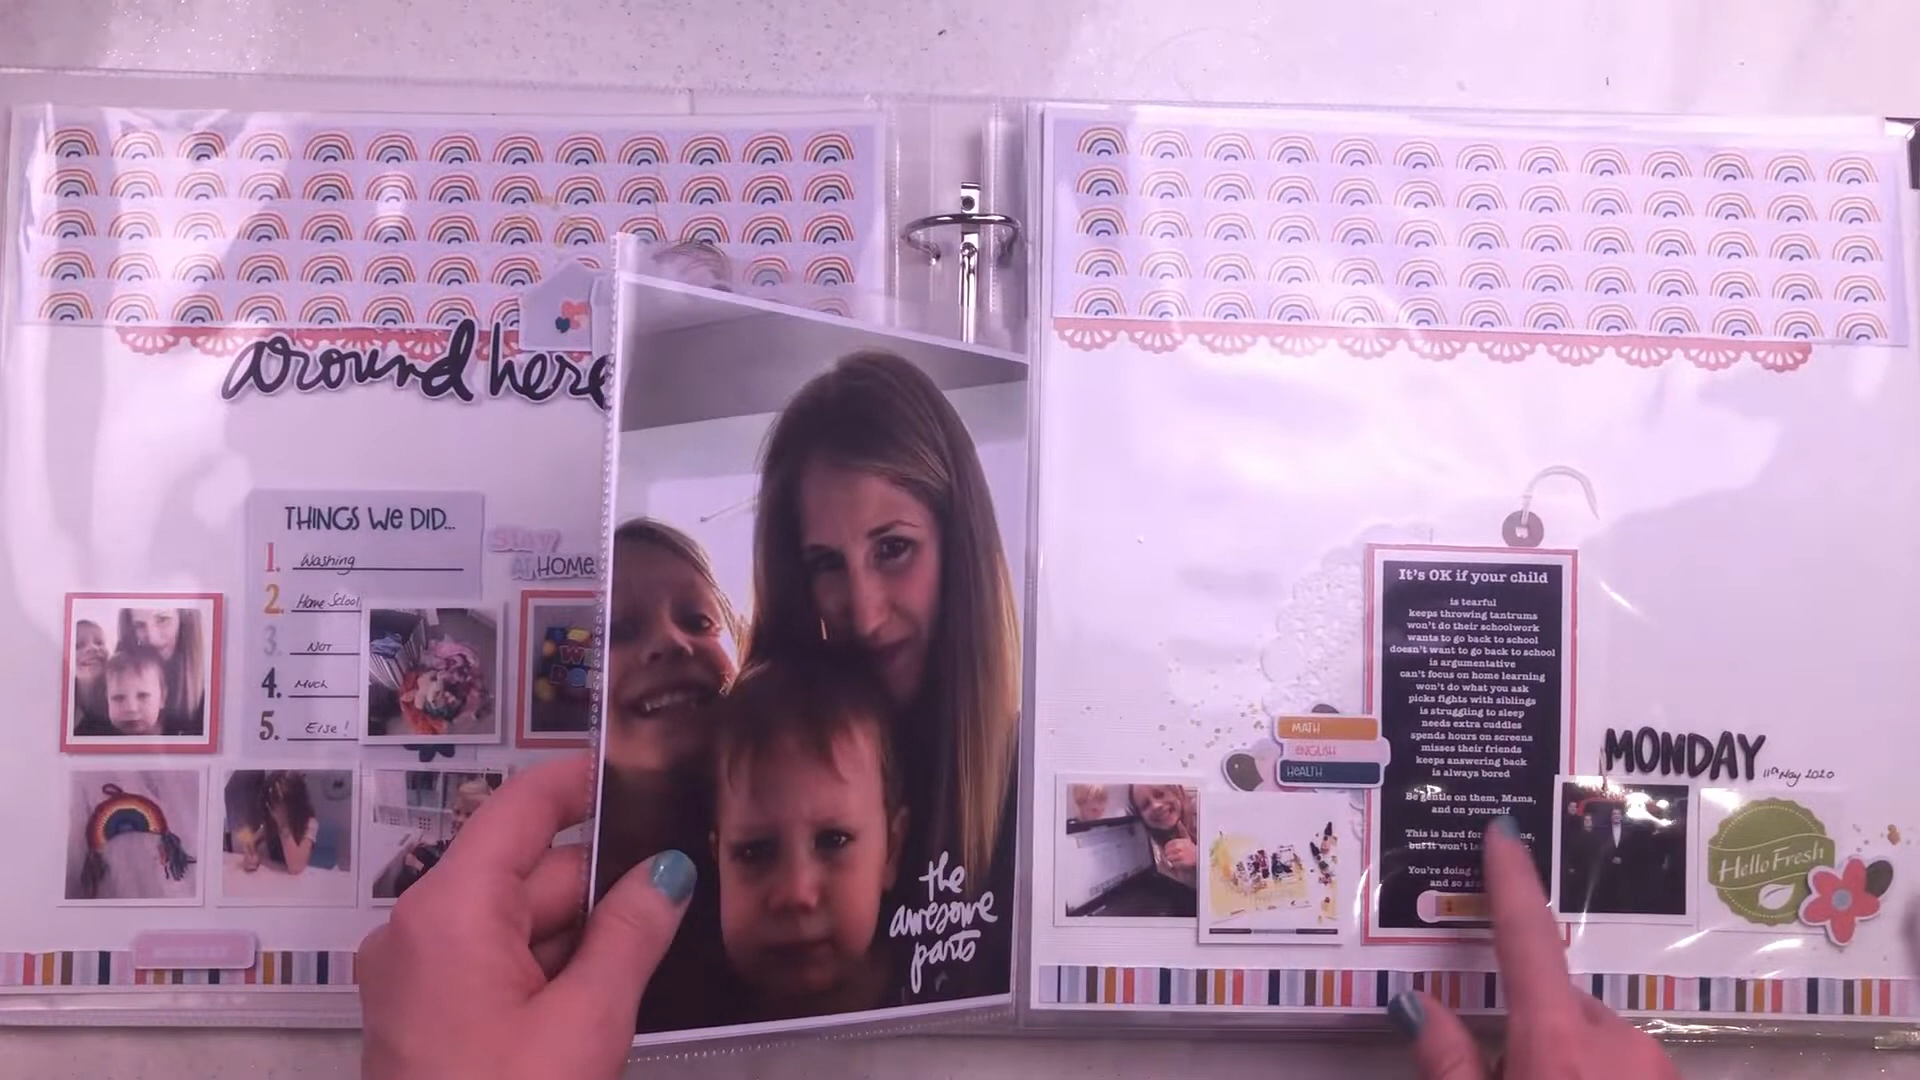 around here
THINGS WE DID...
1. Washing
2. Home School
3. NOT
4. Much
5. Else!
Stay
AT HOME
the
awesome
parts
It's OK if your child
is tearful
keeps throwing tantrums
won't do their schoolwork
wants to go back to school
doesn't want to go back to school
is argumentative
can't focus on home learning
won't do what you ask
picks fights with siblings
is struggling to sleep
needs extra cuddles
spends hours on screens
misses their friends
keeps answering back
is always bored
Be gentle on them, Mama,
and on yourself
This is hard for
but it won't
You're doing
and so
MATH
ENGLISH
HEALTH
MONDAY
11th May 2020
Hello Fresh